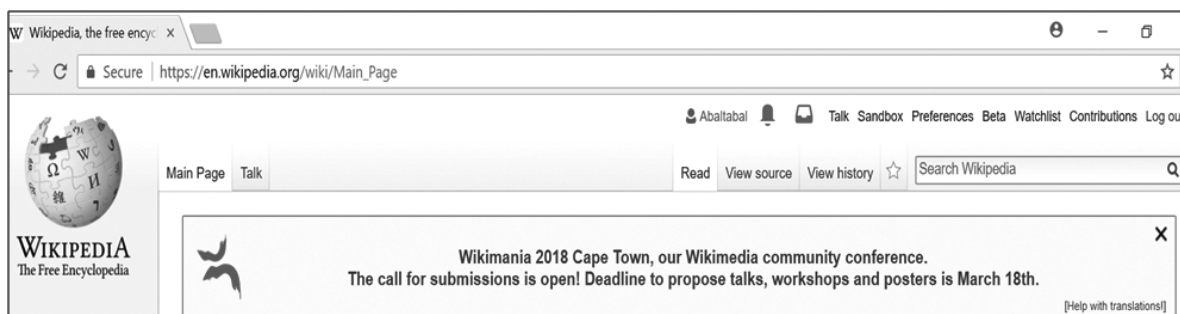 Wikipedia, the free encyc
Secure https://en.wikipedia.org/wiki/Main_Page
Abaltabal Talk Sandbox Preferences Beta Watchlist Contributions Log ou
Main Page Talk Read View source View history Search Wikipedia
WIKIPEDIA
The Free Encyclopedia
Wikimania 2018 Cape Town, our Wikimedia community conference.
The call for submissions is open! Deadline to propose talks, workshops and posters is March 18th.
[Help with translations!]